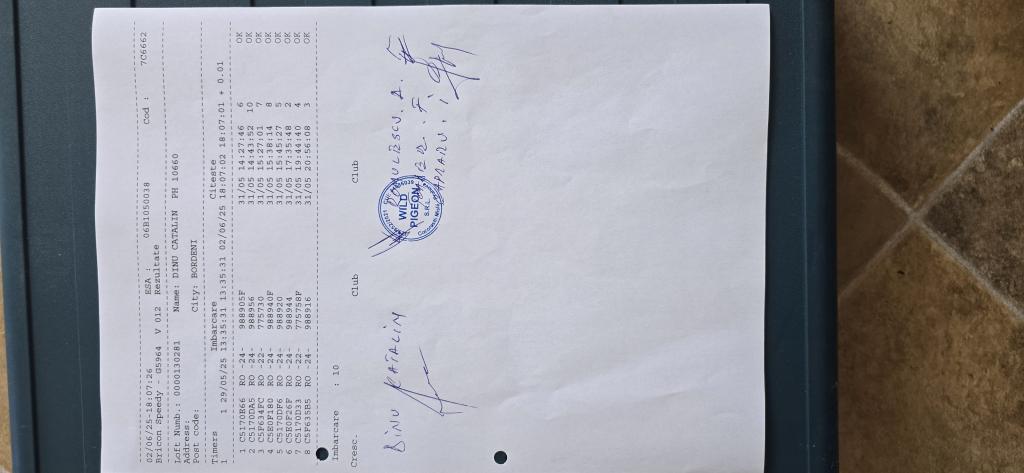 02/06/25-18:07:26 ESA : 06B1050038 Cod : 7C6662
Bricon Speedy - G5964 V 012 Rezultate
Loft Numb.: 0000130281 Name: DINU CATALIN PH 10660
Address:
Post code: City: BORDENI
Timers Imbarcare Citeste
1 1 29/05/25 13:35:31 13:35:31 02/06/25 18:07:02 18:07:01 + 0.01
1 C5170E66 RO -24- 988905F 31/05 14:27:46 6 OK
2 C5170DA5 RO -24- 988956 31/05 14:43:52 10 OK
3 C5F634FC RO -22- 775730 31/05 15:27:01 7 OK
4 C5E0F180 RO -24- 988940F 31/05 15:38:14 8 OK
5 C5170DF6 RO -24- 988920 31/05 15:45:27 5 OK
6 C5E0F26F RO -24- 988944 31/05 17:35:48 2 OK
7 C5170D33 RO -22- 775758F 31/05 19:44:40 4 OK
8 C5F635B5 RO -24- 988916 31/05 20:56:08 3 OK
Imbarcare : 10
Cresc. Club Club
DINU CATALIN
WILD
PIGEON
S.R.L.